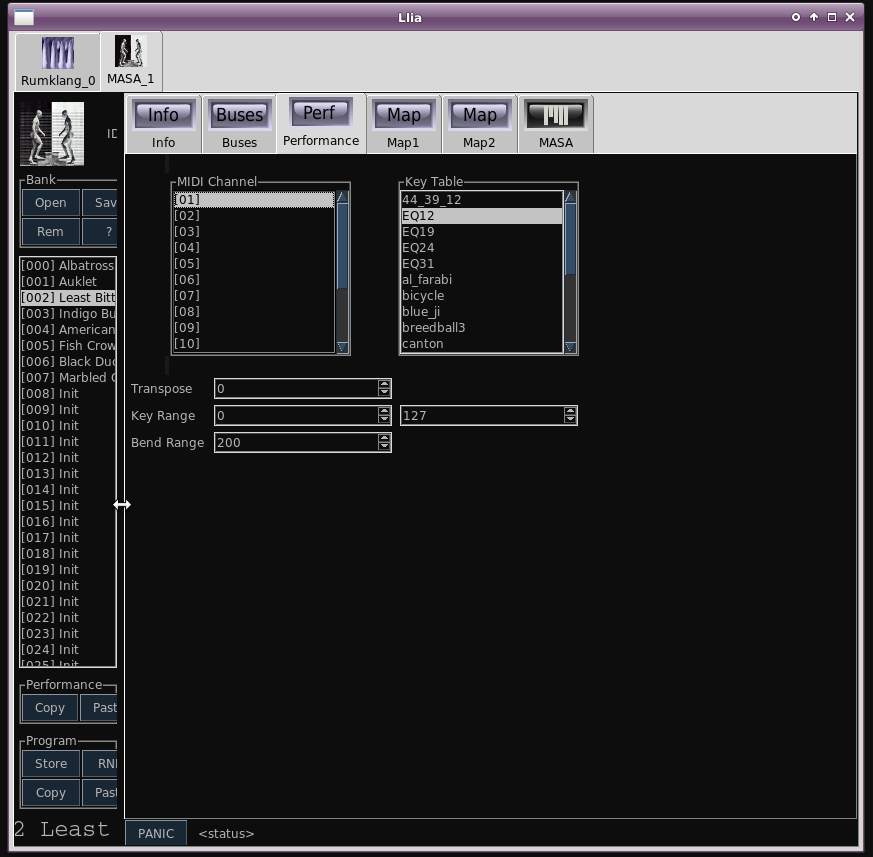 Llia
Rumklang_0 MASA_1
Info Buses Perf Map Map
Info Buses Performance Map1 Map2 MASA
ID
Bank
Open Sav
Rem ?
[000] Albatross
[001] Auklet
[002] Least Bitt
[003] Indigo Bu
[004] American
[005] Fish Crow
[006] Black Duc
[007] Marbled G
[008] Init
[009] Init
[010] Init
[011] Init
[012] Init
[013] Init
[014] Init
[015] Init
[016] Init
[017] Init
[018] Init
[019] Init
[020] Init
[021] Init
[022] Init
[023] Init
[024] Init
[025] Init
Performance
Copy Past
Program
Store RN
Copy Past
2 Least
MIDI Channel
[01]
[02]
[03]
[04]
[05]
[06]
[07]
[08]
[09]
[10]
Key Table
44_39_12
EQ12
EQ19
EQ24
EQ31
al_farabi
bicycle
blue_ji
breedball3
canton
Transpose 0
Key Range 0 127
Bend Range 200
PANIC <status>